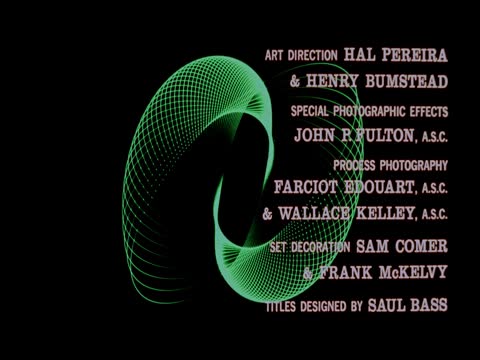 ART DIRECTION HAL PEREIRA
& HENRY BUMSTEAD
SPECIAL PHOTOGRAPHIC EFFECTS
JOHN P. FULTON, A.S.C.
PROCESS PHOTOGRAPHY
FARCIOT EDOUART, A.S.C.
& WALLACE KELLEY, A.S.C.
SET DECORATION SAM COMER
& FRANK McKELVY
TITLES DESIGNED BY SAUL BASS